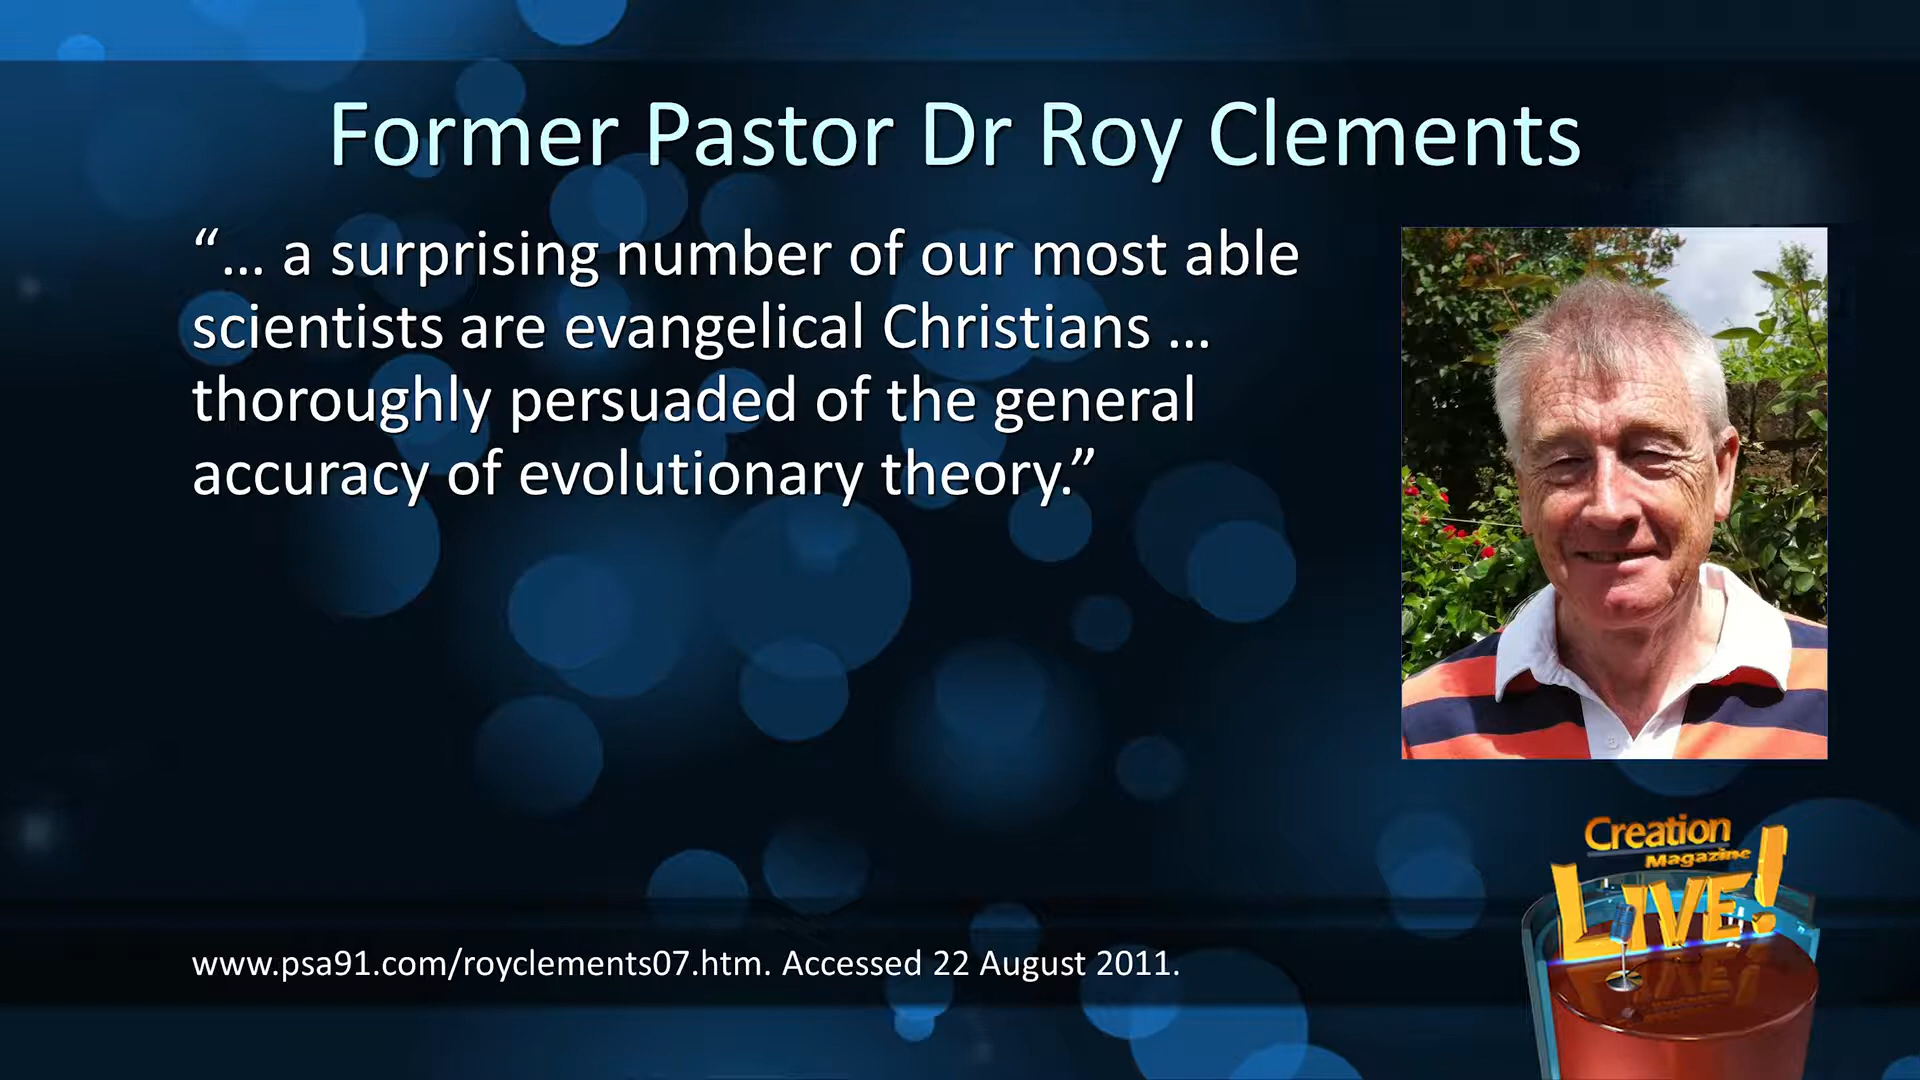 Former Pastor Dr Roy Clements
“... a surprising number of our most able
scientists are evangelical Christians ...
thoroughly persuaded of the general
accuracy of evolutionary theory.”
www.psa91.com/royclements07.htm. Accessed 22 August 2011.
Creation
Magazine
LIVE!